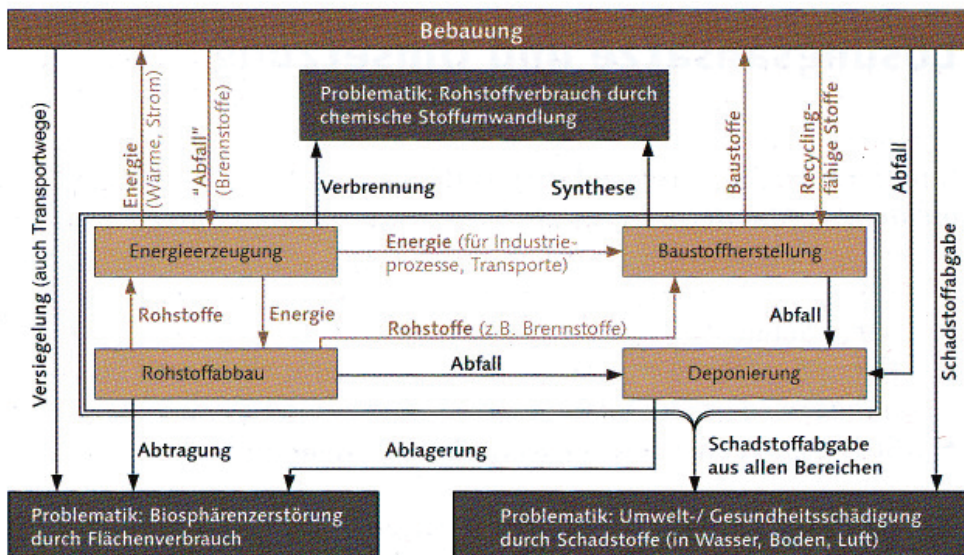 Bebauung
Problematik: Rohstoffverbrauch durch
chemische Stoffumwandlung
Versiegelung (auch Transportwege)
Energie
(Wärme, Strom)
"Abfall"
(Brennstoffe)
Verbrennung
Synthese
Baustoffe
Recycling-
fähige Stoffe
Abfall
Schadstoffabgabe
Energieerzeugung
Energie (für Industrie-
prozesse, Transporte)
Baustoffherstellung
Rohstoffe
Energie
Rohstoffe (z.B. Brennstoffe)
Abfall
Rohstoffabbau
Abfall
Deponierung
Abtragung
Ablagerung
Schadstoffabgabe
aus allen Bereichen
Problematik: Biosphärenzerstörung
durch Flächenverbrauch
Problematik: Umwelt-/ Gesundheitsschädigung
durch Schadstoffe (in Wasser, Boden, Luft)